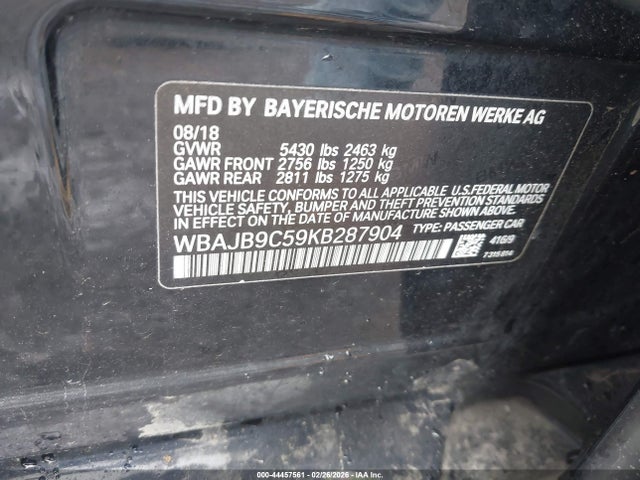 MFD BY BAYERISCHE MOTOREN WERKE AG
08/18
GVWR 5430 lbs 2463 kg
GAWR FRONT 2756 lbs 1250 kg
GAWR REAR 2811 lbs 1275 kg
THIS VEHICLE CONFORMS TO ALL APPLICABLE U.S.FEDERAL MOTOR
VEHICLE SAFETY, BUMPER, AND THEFT PREVENTION STANDARDS
IN EFFECT ON THE DATE OF MANUFACTURE SHOWN ABOVE.
WBAJB9C59KB287904 TYPE: PASSENGER CAR
4169
7315814
000-44457561 - 02/26/2026 - IAA Inc.